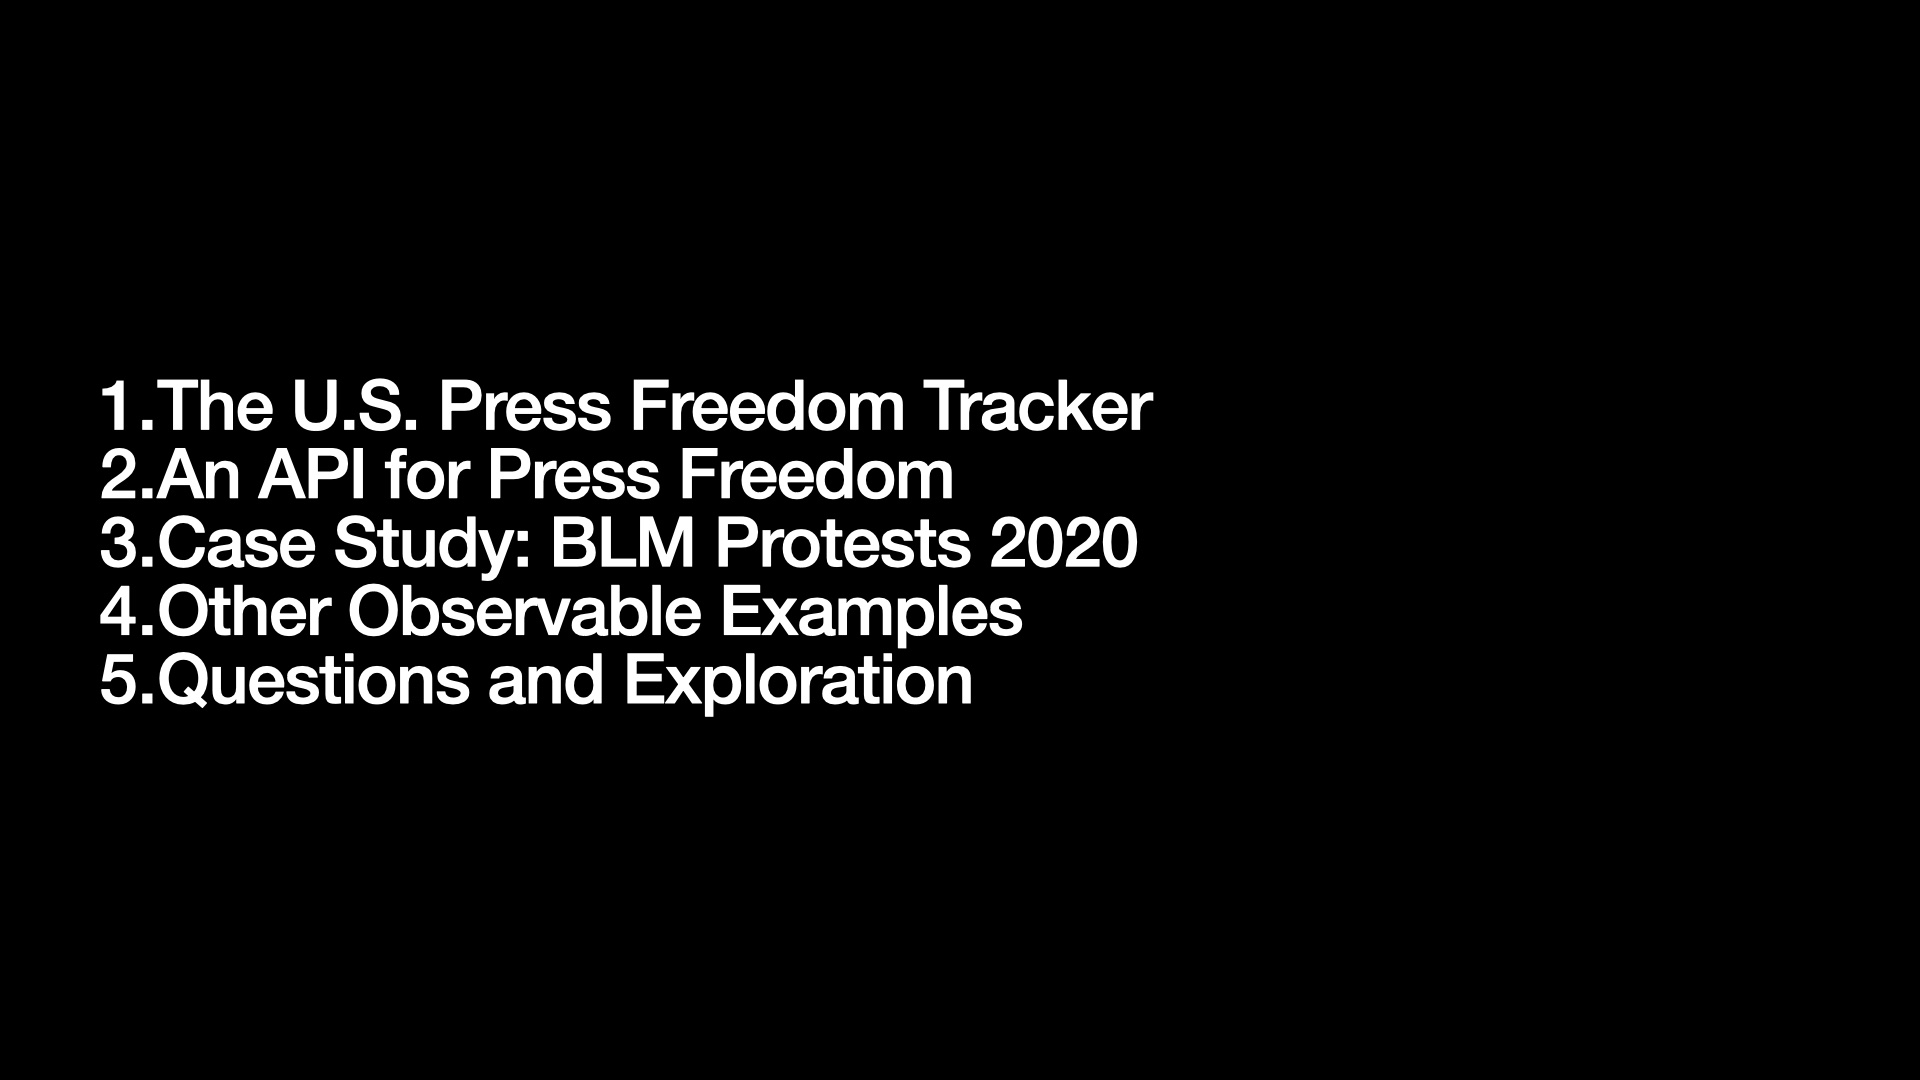 1.The U.S. Press Freedom Tracker
2.An API for Press Freedom
3.Case Study: BLM Protests 2020
4.Other Observable Examples
5.Questions and Exploration